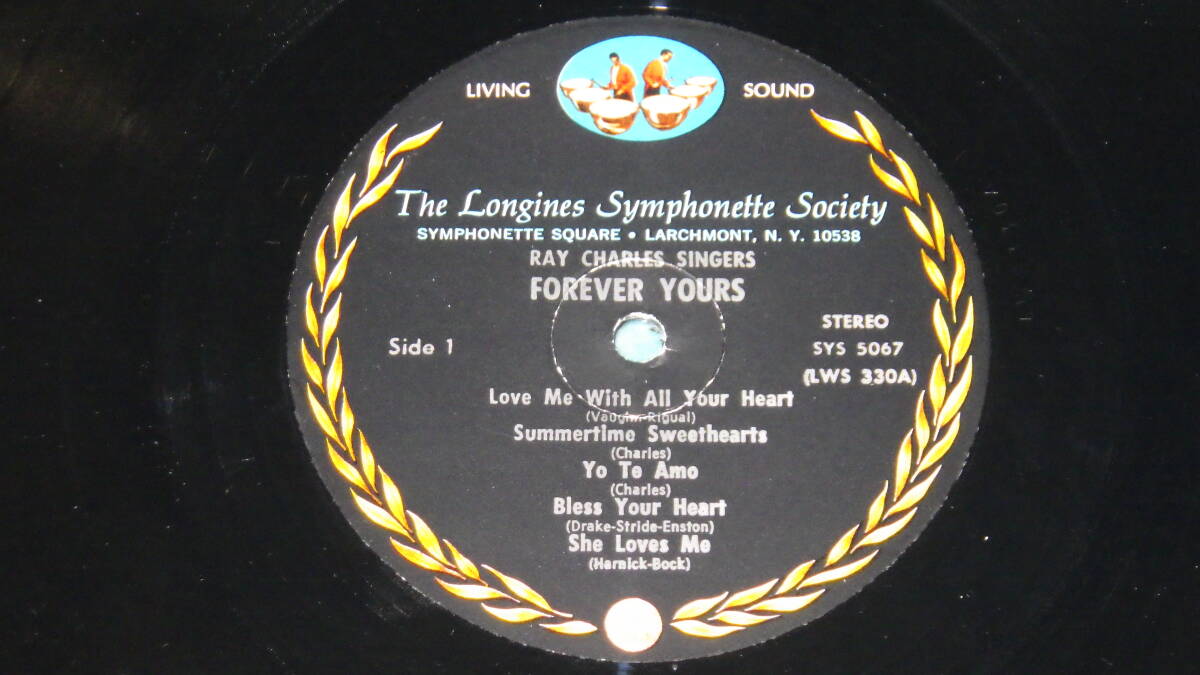 LIVING SOUND
The Longines Symphonette Society
SYMPHONETTE SQUARE • LARCHMONT, N. Y. 10538
RAY CHARLES SINGERS
FOREVER YOURS
STEREO
Side 1
SYS 5067
(LWS 330A)
Love Me With All Your Heart
(Vaughn-Rigual)
Summertime Sweethearts
(Charles)
Yo Te Amo
(Charles)
Bless Your Heart
(Drake-Stride-Enston)
She Loves Me
(Harnick-Bock)